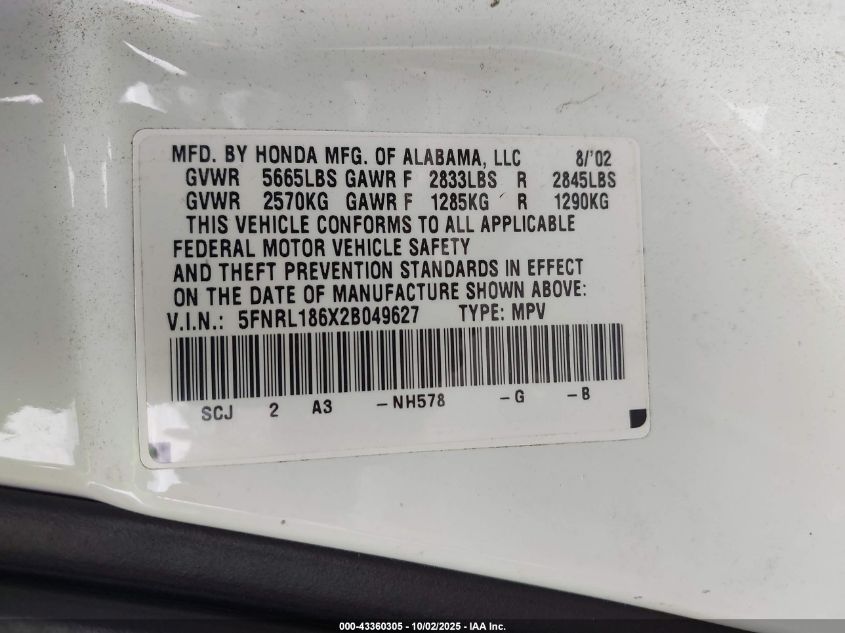 MFD. BY HONDA MFG. OF ALABAMA, LLC 8/'02
GVWR 5665LBS GAWR F 2833LBS R 2845LBS
GVWR 2570KG GAWR F 1285KG R 1290KG
THIS VEHICLE CONFORMS TO ALL APPLICABLE
FEDERAL MOTOR VEHICLE SAFETY
AND THEFT PREVENTION STANDARDS IN EFFECT
ON THE DATE OF MANUFACTURE SHOWN ABOVE:
V.I.N.: 5FNRL186X2B049627 TYPE: MPV
SCJ 2 A3 -NH578 -G -B
000-43360305 - 10/02/2025 - IAA Inc.